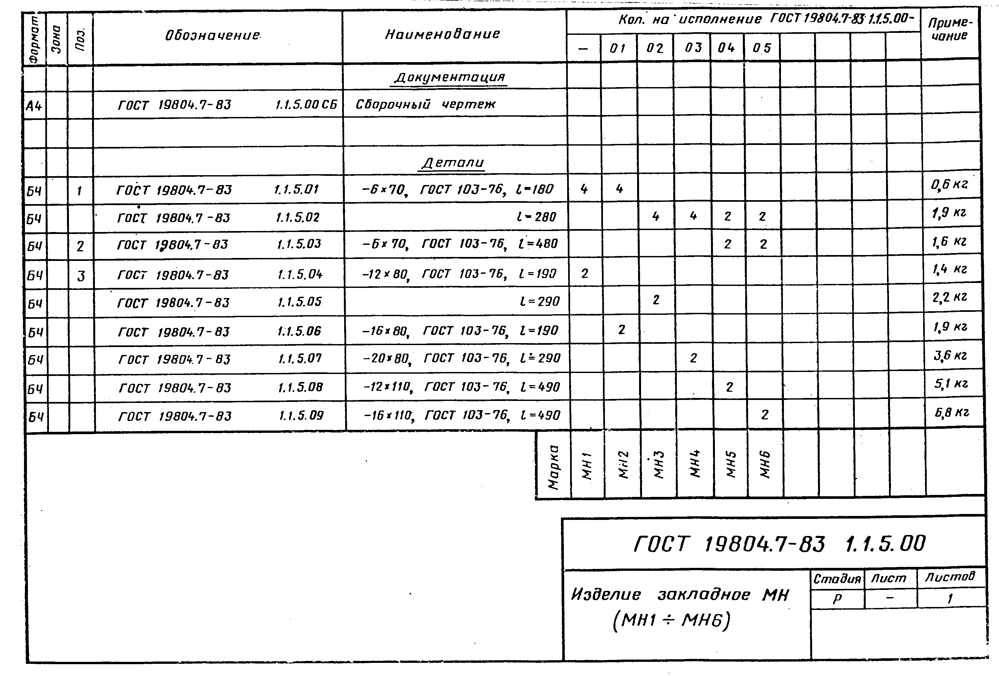 Формат Зона Поз. Обозначение Наименование Кол. на исполнение ГОСТ 19804.7-83 1.1.5.00- Приме-
чание
– 01 02 03 04 05
Документация
А4 ГОСТ 19804.7-83 1.1.5.00 СБ Сборочный чертеж
Детали
БЧ 1 ГОСТ 19804.7-83 1.1.5.01 -6×70, ГОСТ 103-76, l=180 4 4 0,6 кг
БЧ ГОСТ 19804.7-83 1.1.5.02 l=280 4 4 2 2 1,9 кг
БЧ 2 ГОСТ 19804.7-83 1.1.5.03 -6×70, ГОСТ 103-76, l=480 2 2 1,6 кг
БЧ 3 ГОСТ 19804.7-83 1.1.5.04 -12×80, ГОСТ 103-76, l=190 2 1,4 кг
БЧ ГОСТ 19804.7-83 1.1.5.05 l=290 2 2,2 кг
БЧ ГОСТ 19804.7-83 1.1.5.06 -16×80, ГОСТ 103-76, l=190 2 1,9 кг
БЧ ГОСТ 19804.7-83 1.1.5.07 -20×80, ГОСТ 103-76, l=290 2 3,6 кг
БЧ ГОСТ 19804.7-83 1.1.5.08 -12×110, ГОСТ 103-76, l=490 2 5,1 кг
БЧ ГОСТ 19804.7-83 1.1.5.09 -16×110, ГОСТ 103-76, l=490 2 6,8 кг
Марка МН1 МН2 МН3 МН4 МН5 МН6
ГОСТ 19804.7-83 1.1.5.00
Изделие закладное МН
(МН1 ÷ МН6)
Стадия Лист Листов
Р – 1